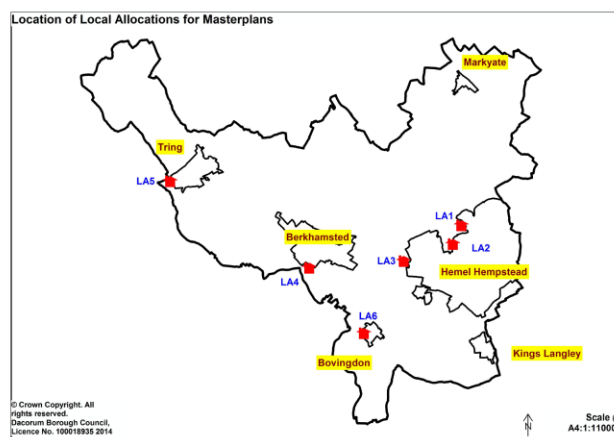 Location of Local Allocations for Masterplans
Markyate
Tring
LA5
LA1
Berkhamsted
LA2
LA3
Hemel Hempstead
LA4
LA6
Kings Langley
Bovingdon
© Crown Copyright. All
rights reserved.
Dacorum Borough Council,
Licence No. 100018935 2014
N
Scale
A4:1:11000